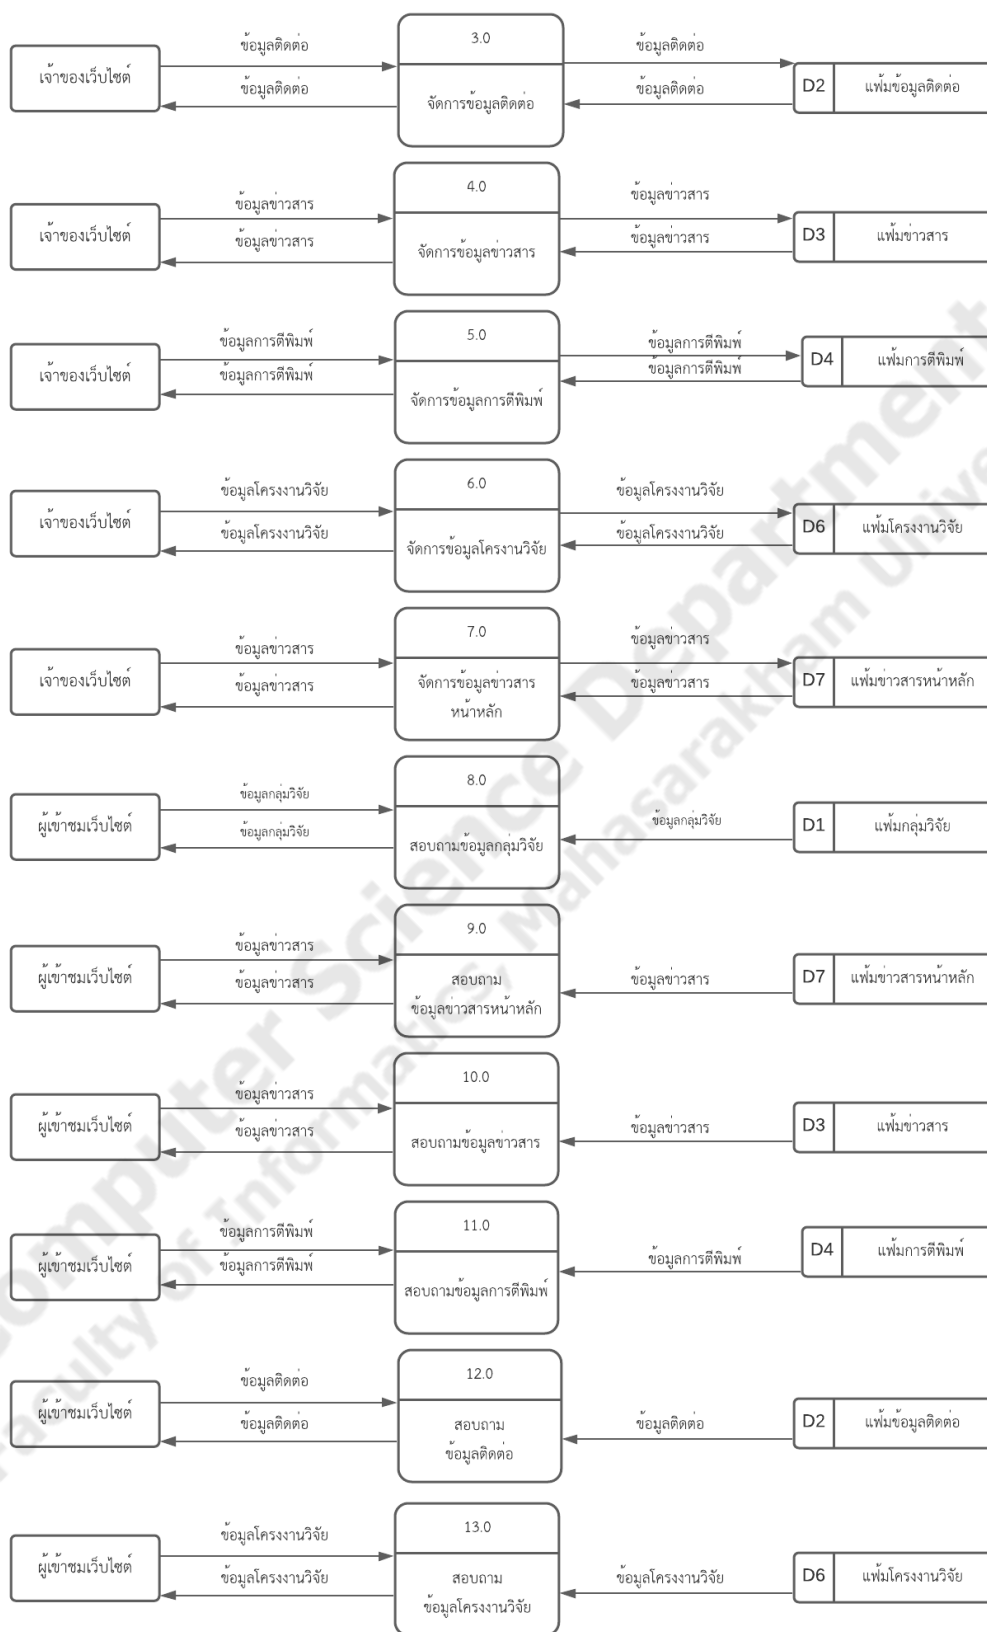 3.0
ข้อมูลติดต่อ
ข้อมูลติดต่อ
เจ้าของเว็บไซต์
D2
แฟ้มข้อมูลติดต่อ
ข้อมูลติดต่อ
ข้อมูลติดต่อ
จัดการข้อมูลติดต่อ
4.0
ข้อมูลข่าวสาร
ข้อมูลข่าวสาร
เจ้าของเว็บไซต์
D3
แฟ้มข่าวสาร
ข้อมูลข่าวสาร
ข้อมูลข่าวสาร
จัดการข้อมูลข่าวสาร
5.0
ข้อมูลการตีพิมพ์
ข้อมูลการตีพิมพ์
เจ้าของเว็บไซต์
D4
แฟ้มการตีพิมพ์
ข้อมูลการตีพิมพ์
ข้อมูลการตีพิมพ์
จัดการข้อมูลการตีพิมพ์
6.0
ข้อมูลโครงงานวิจัย
ข้อมูลโครงงานวิจัย
เจ้าของเว็บไซต์
D6
แฟ้มโครงงานวิจัย
ข้อมูลโครงงานวิจัย
ข้อมูลโครงงานวิจัย
จัดการข้อมูลโครงานวิจัย
7.0
ข้อมูลข่าวสาร
ข้อมูลข่าวสาร
เจ้าของเว็บไซต์
D7
แฟ้มข่าวสารหน้าหลัก
ข้อมูลข่าวสาร
ข้อมูลข่าวสาร
จัดการข้อมูลข่าวสาร
หน้าหลัก
8.0
ข้อมูลกลุ่มวิจัย
ผู้เข้าชมเว็บไซต์
ข้อมูลกลุ่มวิจัย
D1
แฟ้มกลุ่มวิจัย
ข้อมูลกลุ่มวิจัย
สอบถามข้อมูลกลุ่มวิจัย
9.0
ข้อมูลข่าวสาร
ผู้เข้าชมเว็บไซต์
ข้อมูลข่าวสาร
D7
แฟ้มข่าวสารหน้าหลัก
ข้อมูลข่าวสาร
สอบถาม
ข้อมูลข่าวสารหน้าหลัก
10.0
ข้อมูลข่าวสาร
ผู้เข้าชมเว็บไซต์
ข้อมูลข่าวสาร
D3
แฟ้มข่าวสาร
ข้อมูลข่าวสาร
สอบถามข้อมูลข่าวสาร
11.0
ข้อมูลการตีพิมพ์
ผู้เข้าชมเว็บไซต์
ข้อมูลการตีพิมพ์
D4
แฟ้มการตีพิมพ์
ข้อมูลการตีพิมพ์
สอบถามข้อมูลการตีพิมพ์
12.0
ข้อมูลติดต่อ
ผู้เข้าชมเว็บไซต์
ข้อมูลติดต่อ
D2
แฟ้มข้อมูลติดต่อ
ข้อมูลติดต่อ
สอบถาม
ข้อมูลติดต่อ
13.0
ข้อมูลโครงงานวิจัย
ผู้เข้าชมเว็บไซต์
ข้อมูลโครงงานวิจัย
D6
แฟ้มโครงงานวิจัย
ข้อมูลโครงงานวิจัย
สอบถาม
ข้อมูลโครงงานวิจัย
omputer Science Department
Faculty of Informatics, Mahasarakham Unive